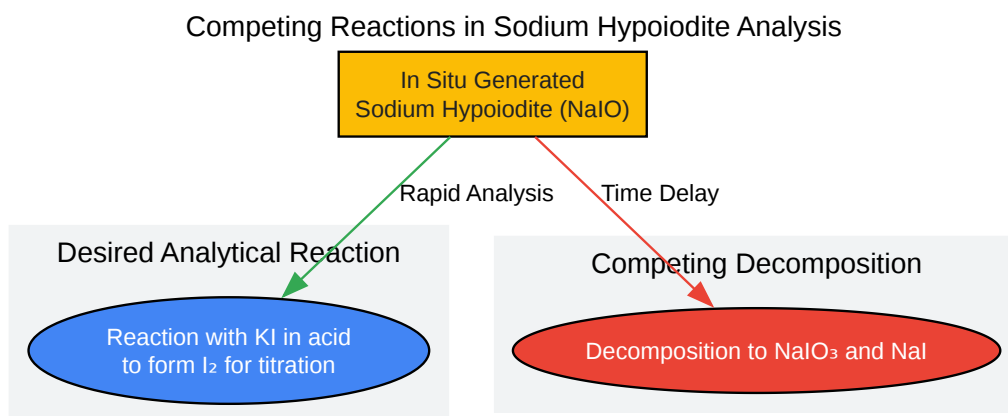 Competing Reactions in Sodium Hypoiodite Analysis
In Situ Generated
Sodium Hypoiodite (NaIO)
Rapid Analysis
Time Delay
Desired Analytical Reaction
Competing Decomposition
Reaction with KI in acid
to form I₂ for titration
Decomposition to NaIO₃ and NaI